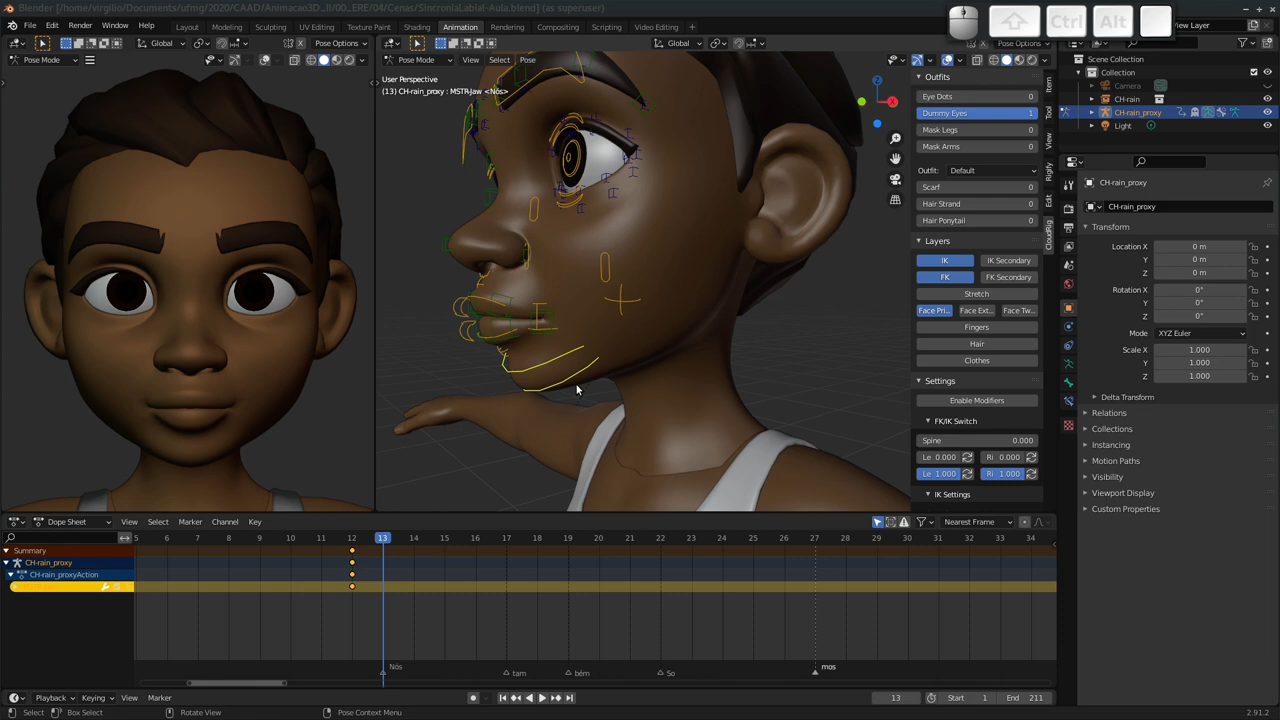 Blender [/home/virgilio/Documents/ufmg/2020/CAAD/Animacao3D_II/00_ERE/04/Cenas/SincroniaLabial-Aula.blend] (as superuser)
File Edit Render Window Help Layout Modeling Sculpting UV Editing Texture Paint Shading Animation Rendering Compositing Scripting Video Editing
Ctrl Alt
View Layer
Global Pose Options
Global Pose Options
Pose Mode
Pose Mode View Select Pose
User Perspective
(13) CH-rain_proxy : MSTR-Jaw <Nós>
Z
X
Outfits
Eye Dots 0
Dummy Eyes 1
Mask Legs 0
Mask Arms 0
Outfit: Default
Scarf 0
Hair Strand 0
Hair Ponytail 0
Layers
IK IK Secondary
FK FK Secondary
Stretch
Face Pri... Face Ext... Face Tw...
Fingers
Hair
Clothes
Settings
Enable Modifiers
FK/IK Switch
Spine 0.000
Le 0.000 Ri 0.000
Le 1.000 Ri 1.000
IK Settings
Item
Tool
View
Rigify
Edit
CloudRig
Scene Collection
Collection
Camera
CH-rain
CH-rain_proxy
Light
CH-rain_proxy
CH-rain_proxy
Transform
Location X 0 m
Y 0 m
Z 0 m
Rotation X 0°
Y 0°
Z 0°
Mode XYZ Euler
Scale X 1.000
Y 1.000
Z 1.000
Delta Transform
Relations
Collections
Instancing
Motion Paths
Visibility
Viewport Display
Custom Properties
Dope Sheet View Select Marker Channel Key Nearest Frame
5 6 7 8 9 10 11 12 13 14 15 16 17 18 19 20 21 22 23 24 25 26 27 28 29 30 31 32 33 34
Summary
CH-rain_proxy
CH-rain_proxyAction
Nós tam bém So mos
Playback Keying View Marker 13 Start 1 End 211
Select Box Select Rotate View Pose Context Menu 2.91.2